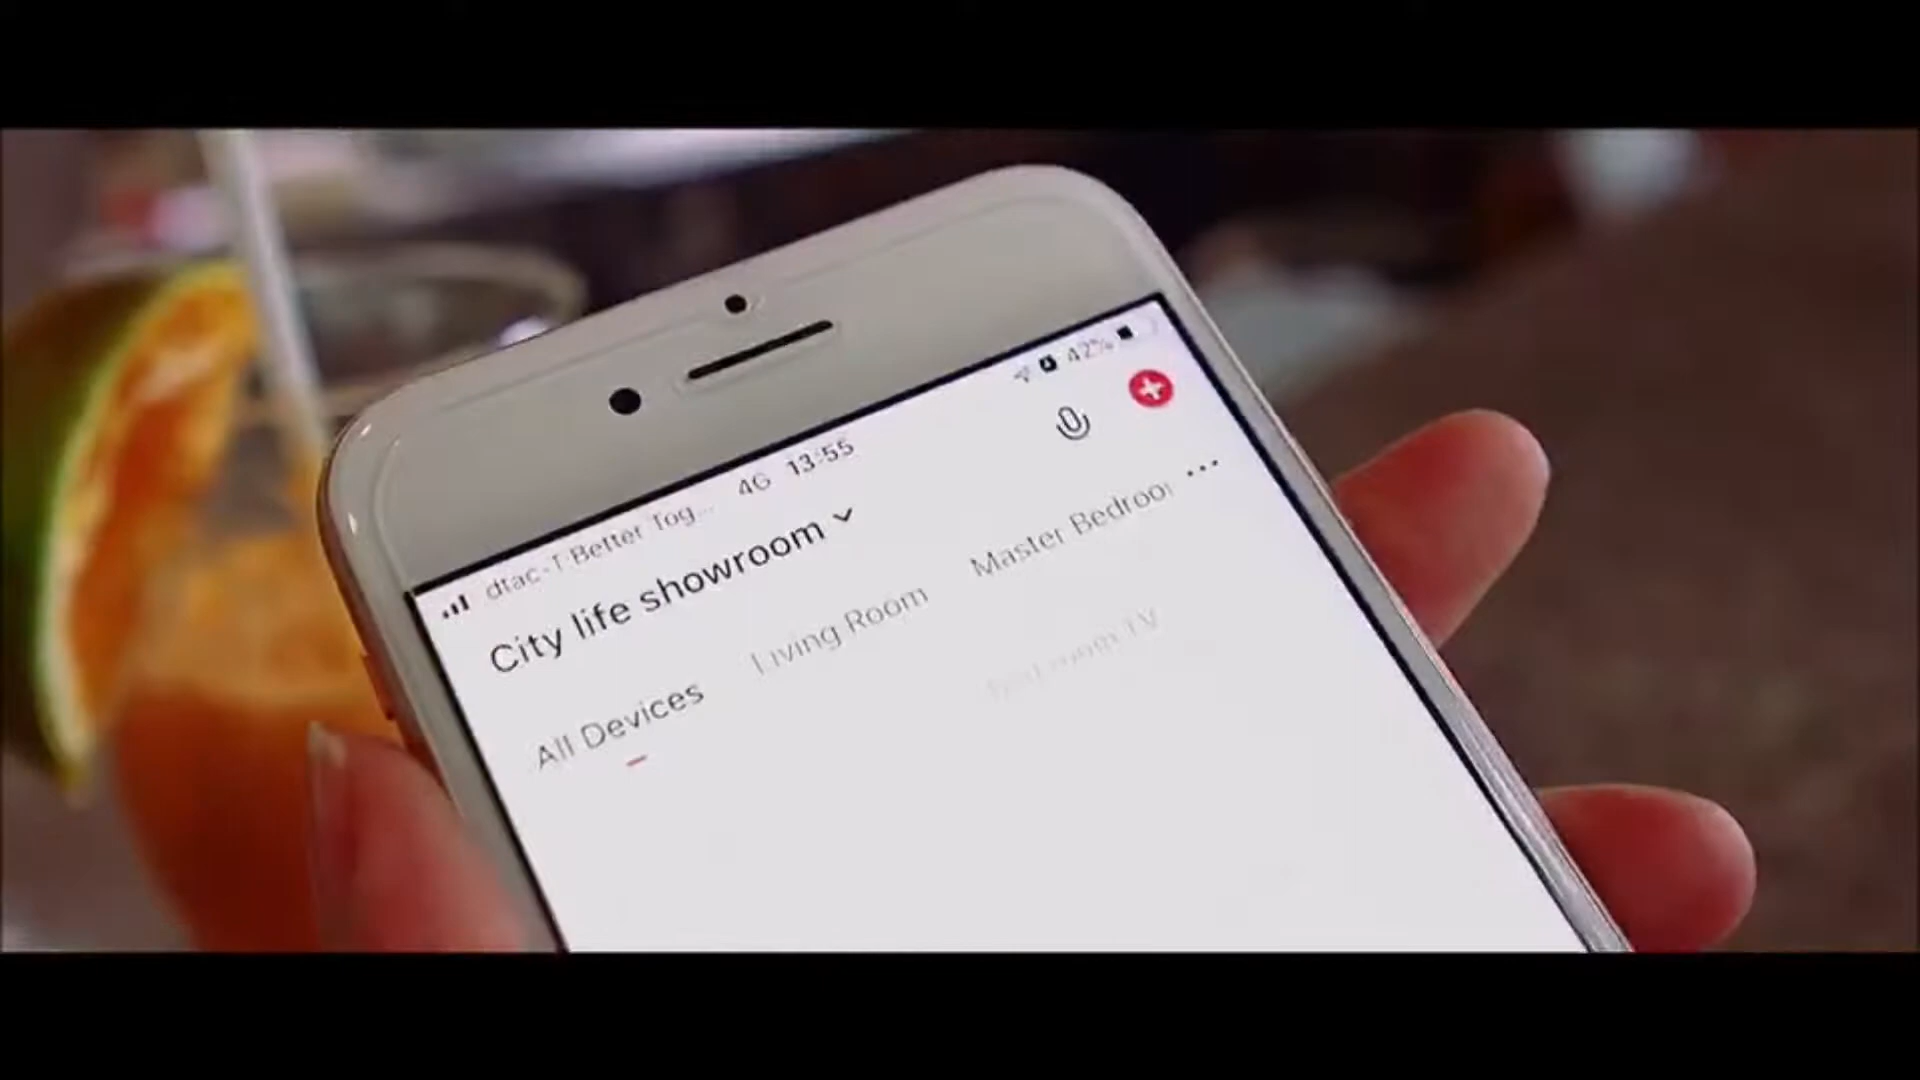 dtac-T Better Tog... 4G 13:55 42%
City life showroom
All Devices Living Room Master Bedroo ...